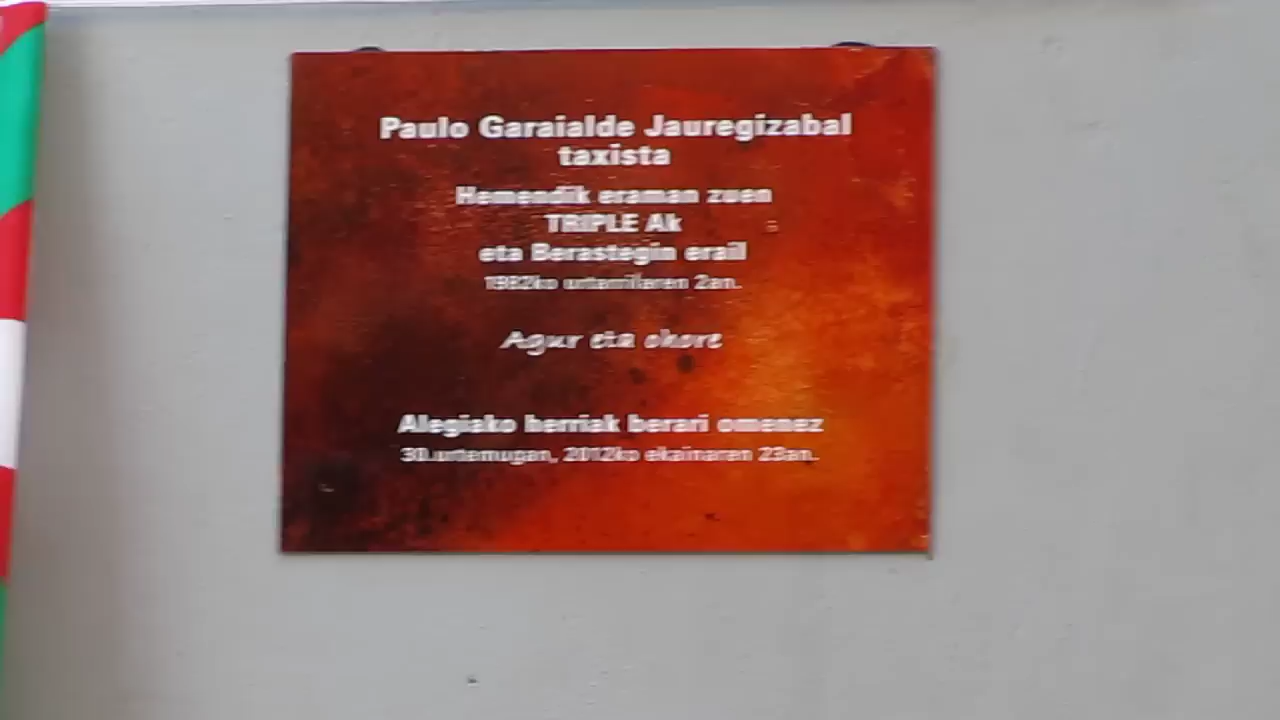 Paulo Garaialde Jauregizabal
taxista
Hemendik eraman zuen
TRIPLE Ak
eta Berastegin erail
1982ko urtarrilaren 2an.
Agur eta ohore
Alegiako herriak berari omenez
30.urtemugan, 2012ko ekainaren 23an.